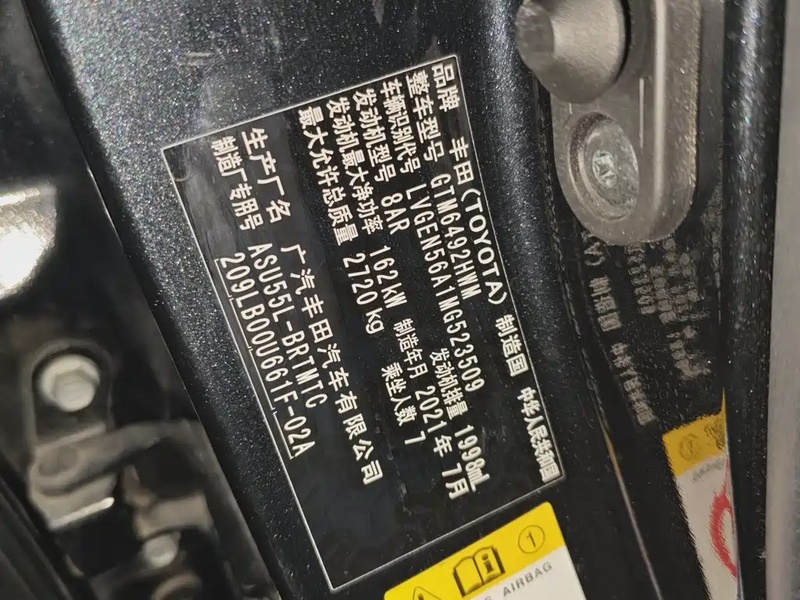 品牌 丰田(TOYOTA) 制造国 中华人民共和国
整车型号 GTM6492HWM
车辆识别代号 LVGEN56A1MG523509
发动机型号 8AR 发动机排量 1998mL
发动机最大净功率 162kW 制造年月 2021年 7月
最大允许总质量 2720kg 乘坐人数 7
生产厂名 广汽丰田汽车有限公司
制造厂专用号 ASU55L-BRTMTG
209LB00U661F-02A
1
AIRBAG